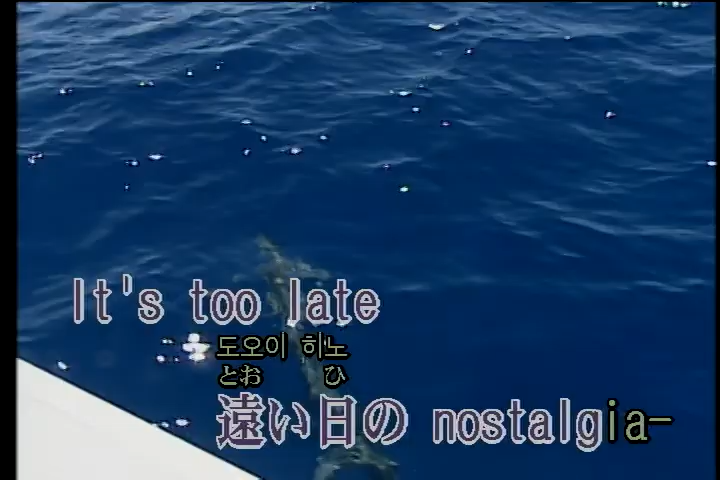 It's too late
도오이 히노
とお ひ
遠い日の nostalgia-